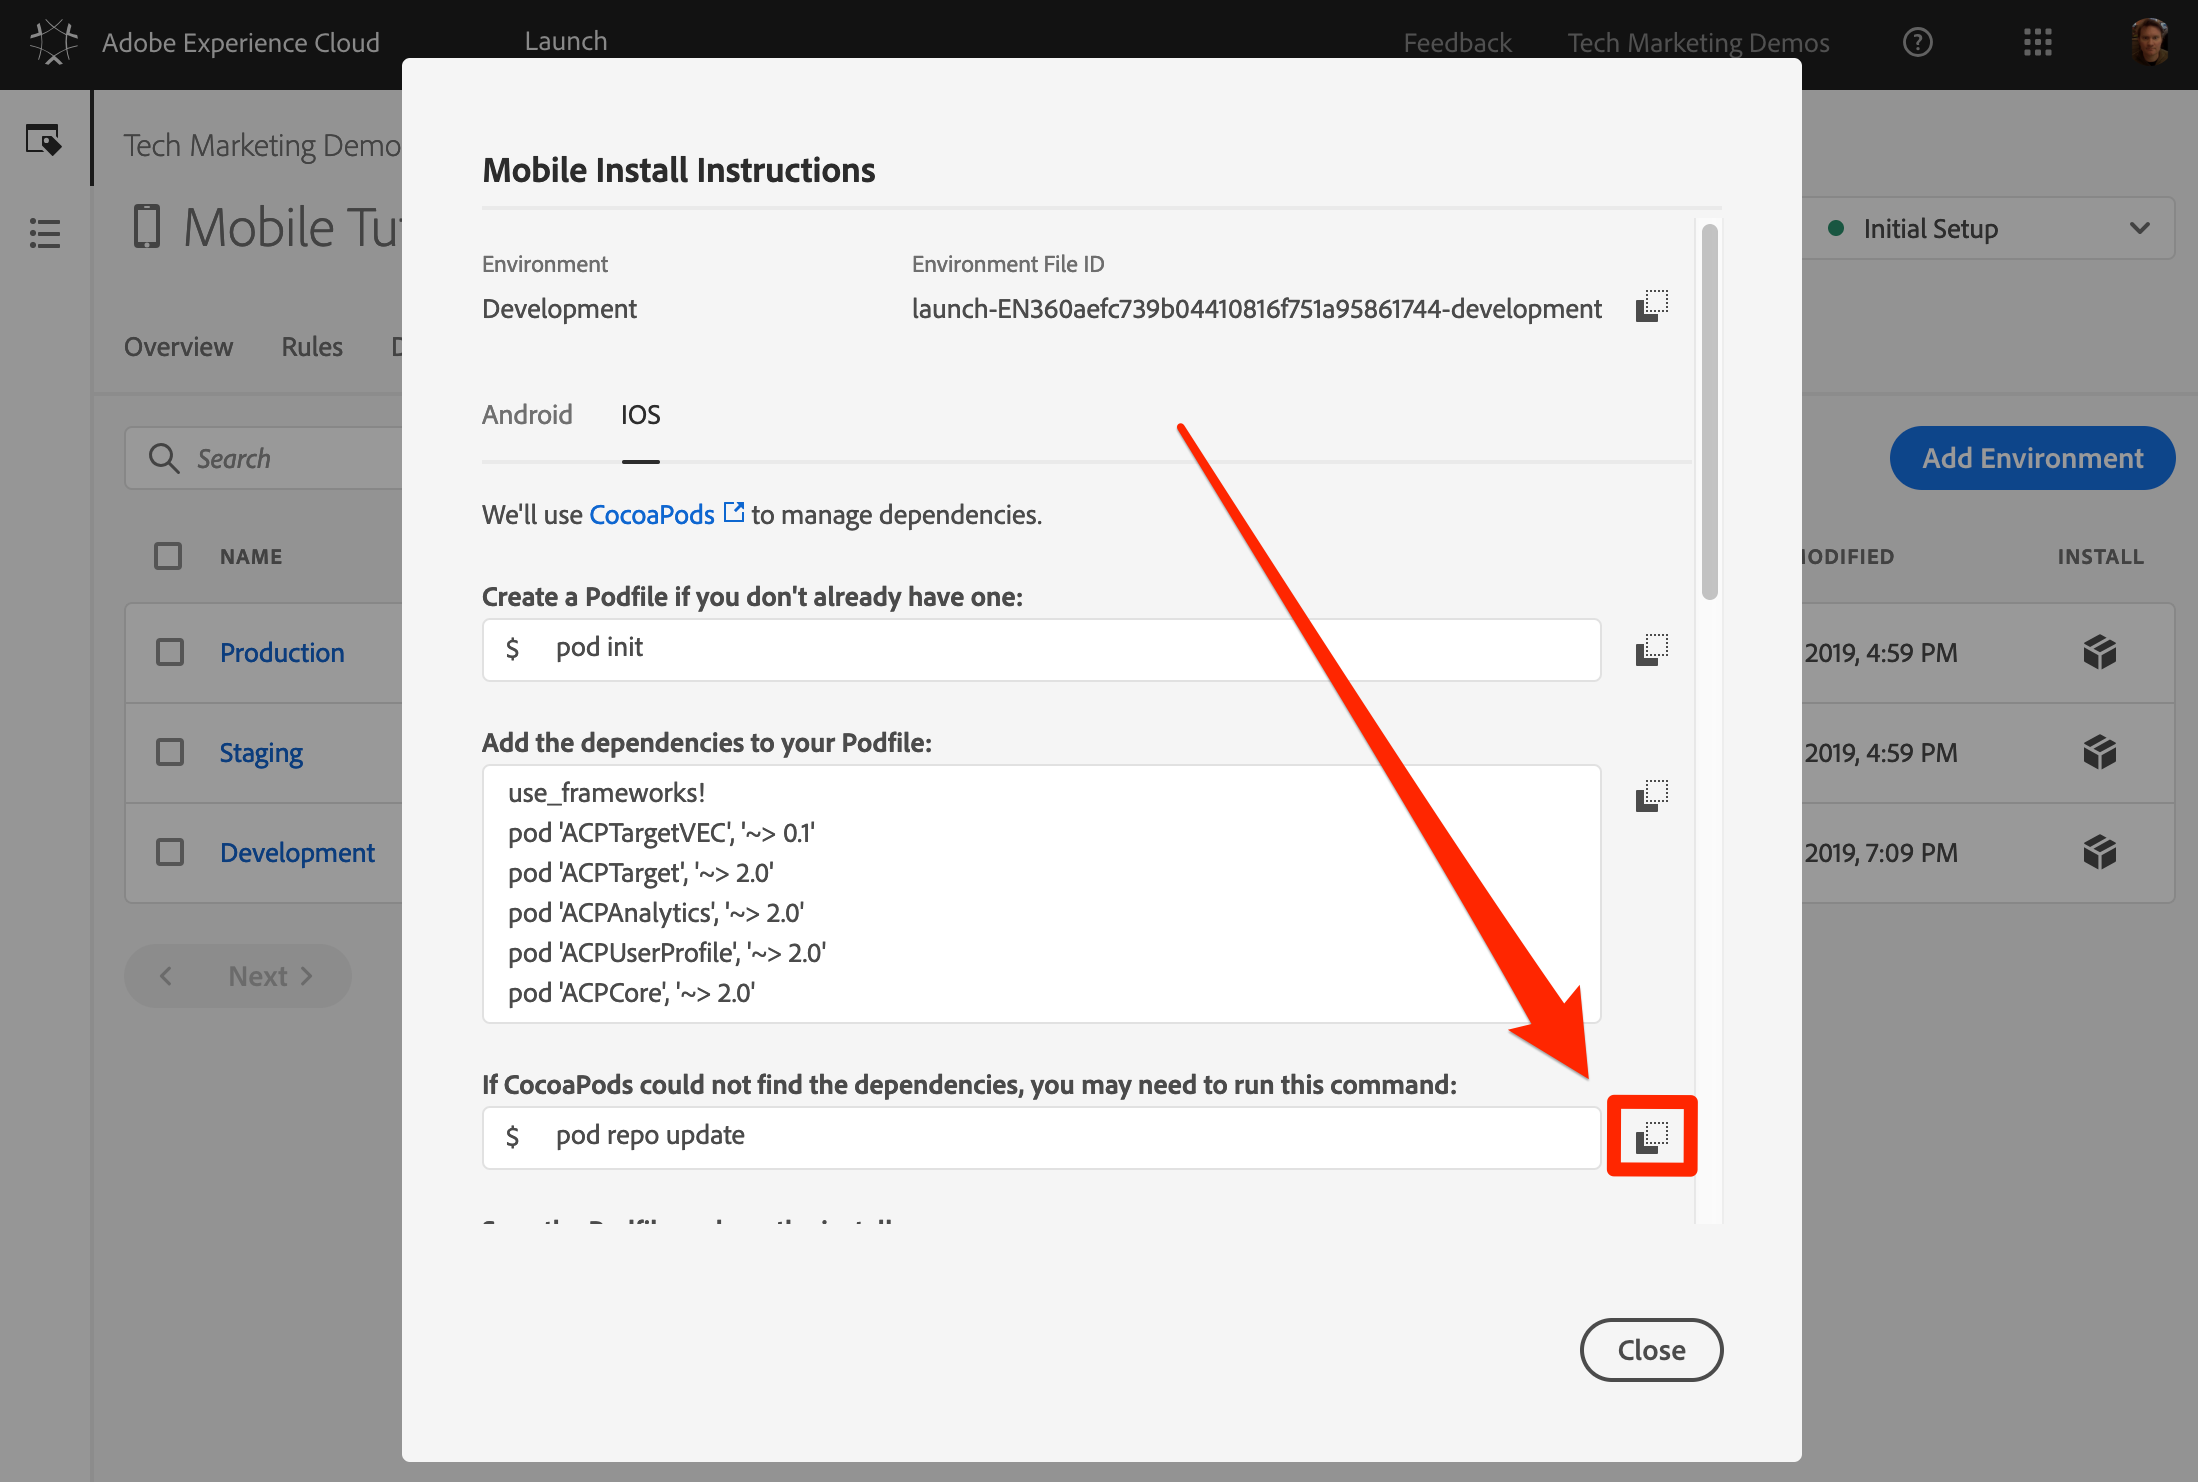 Adobe Experience Cloud
Launch
Feedback
Tech Marketing Demos
Tech Marketing Demo
Mobile Tu
Initial Setup
Overview
Rules
Search
Add Environment
NAME
MODIFIED
INSTALL
Production
2019, 4:59 PM
Staging
2019, 4:59 PM
Development
2019, 7:09 PM
Next
Mobile Install Instructions
Environment
Environment File ID
Development
launch-EN360aefc739b04410816f751a95861744-development
Android
IOS
We'll use CocoaPods to manage dependencies.
Create a Podfile if you don't already have one:
$ pod init
Add the dependencies to your Podfile:
use_frameworks!
pod 'ACPTargetVEC', '~> 0.1'
pod 'ACPTarget', '~> 2.0'
pod 'ACPAnalytics', '~> 2.0'
pod 'ACPUserProfile', '~> 2.0'
pod 'ACPCore', '~> 2.0'
If CocoaPods could not find the dependencies, you may need to run this command:
$ pod repo update
Close